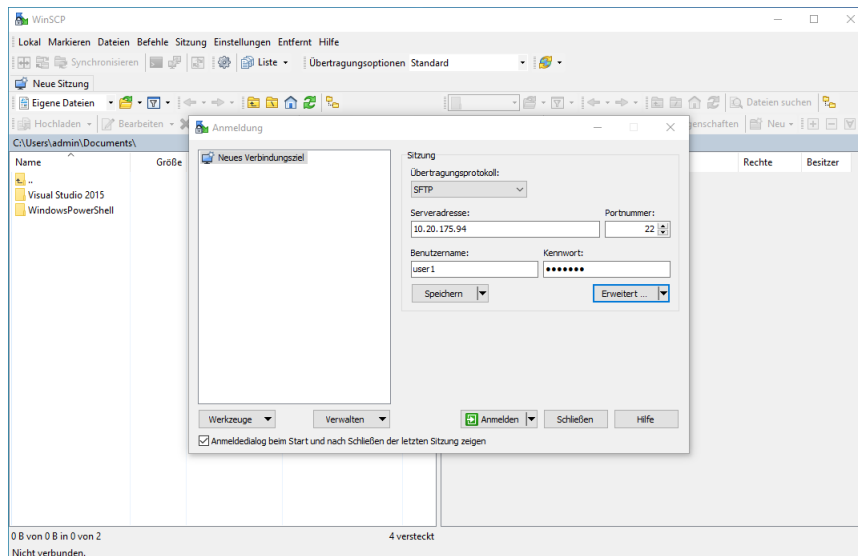 WinSCP
Lokal Markieren Dateien Befehle Sitzung Einstellungen Entfernt Hilfe
Synchronisieren Liste Übertragungsoptionen Standard
Neue Sitzung
Eigene Dateien Dateien suchen
Hochladen Bearbeiten enschaften Neu
C:\Users\admin\Documents\
Name Größe Rechte Besitzer
..
Visual Studio 2015
WindowsPowerShell
Anmeldung
Neues Verbindungsziel
Sitzung
Übertragungsprotokoll:
SFTP
Serveradresse: Portnummer:
10.20.175.94 22
Benutzername: Kennwort:
user1 •••••••
Speichern Erweitert ...
Werkzeuge Verwalten Anmelden Schließen Hilfe
Anmeldedialog beim Start und nach Schließen der letzten Sitzung zeigen
0 B von 0 B in 0 von 2 4 versteckt
Nicht verbunden.